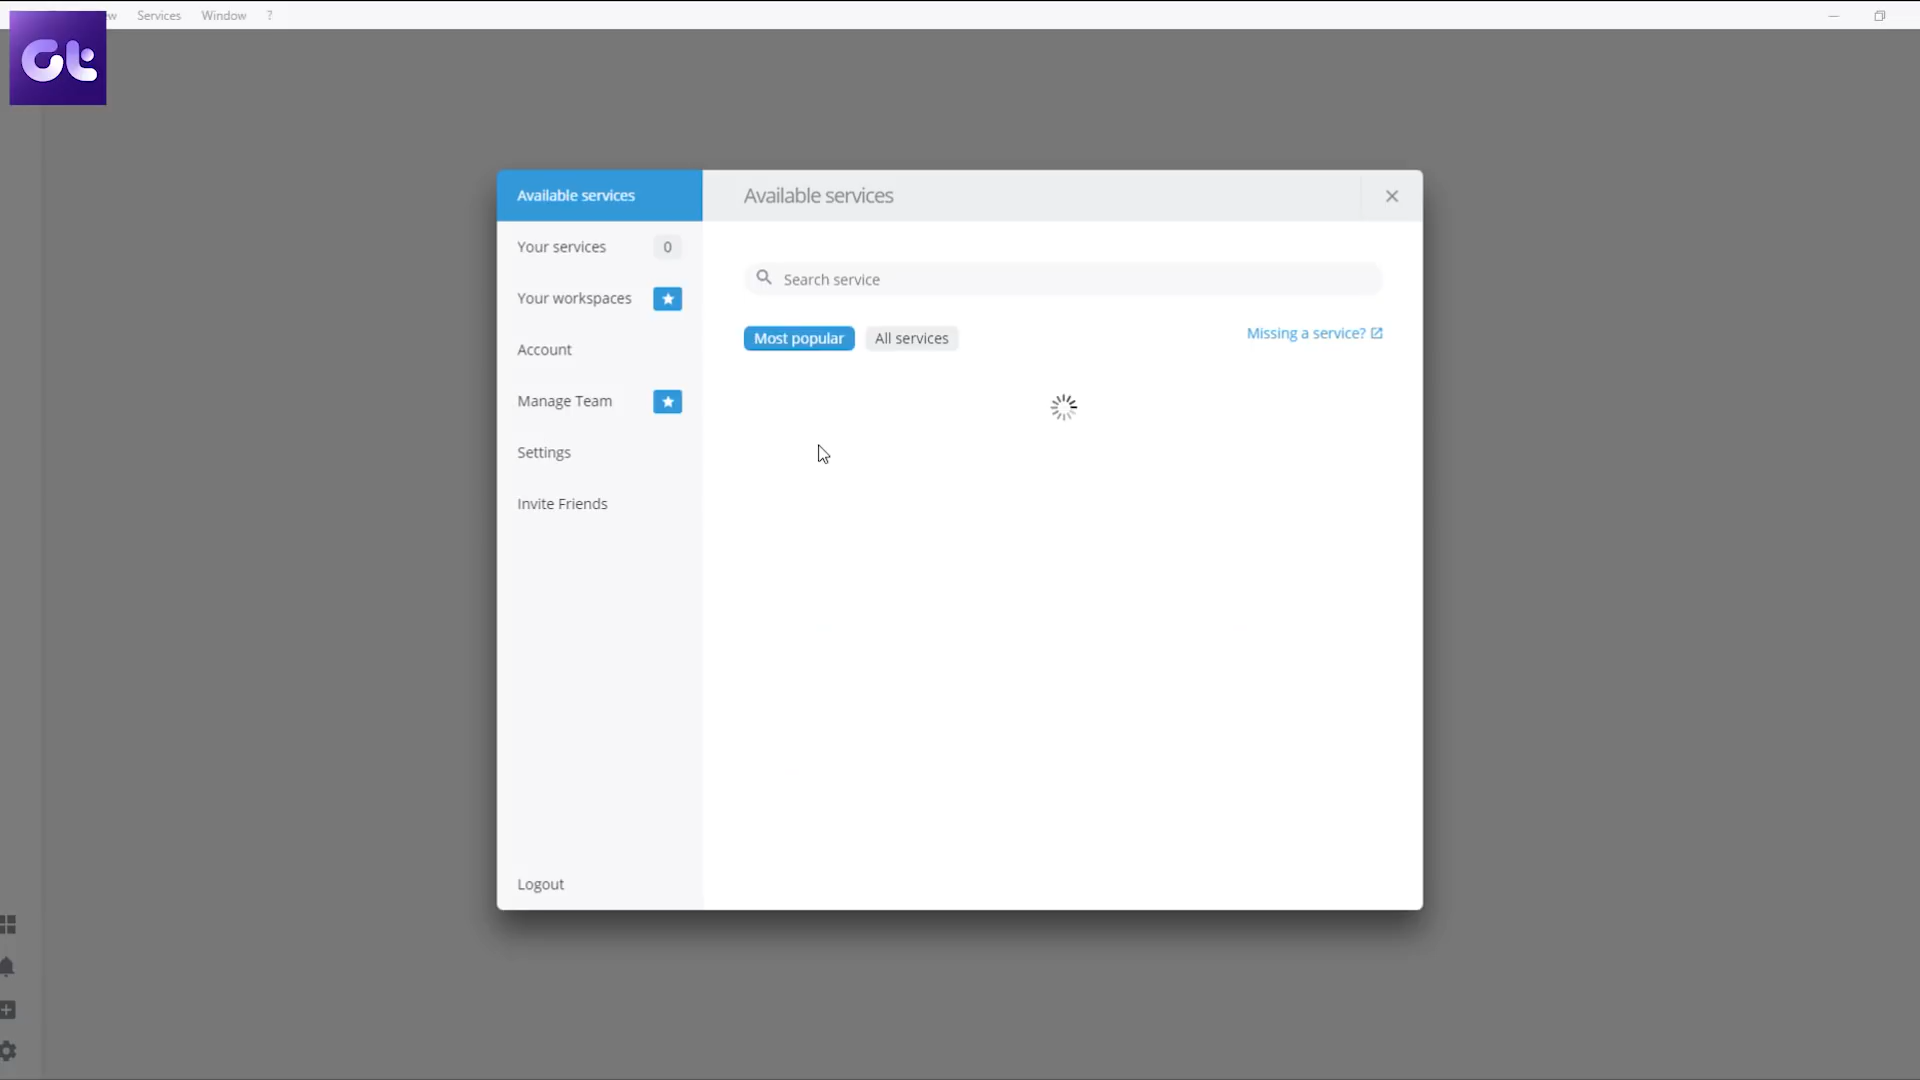 Services Window ?
Gt
Available services
Your services 0
Your workspaces
Account
Manage Team
Settings
Invite Friends
Logout
Available services
Search service
Most popular All services Missing a service?